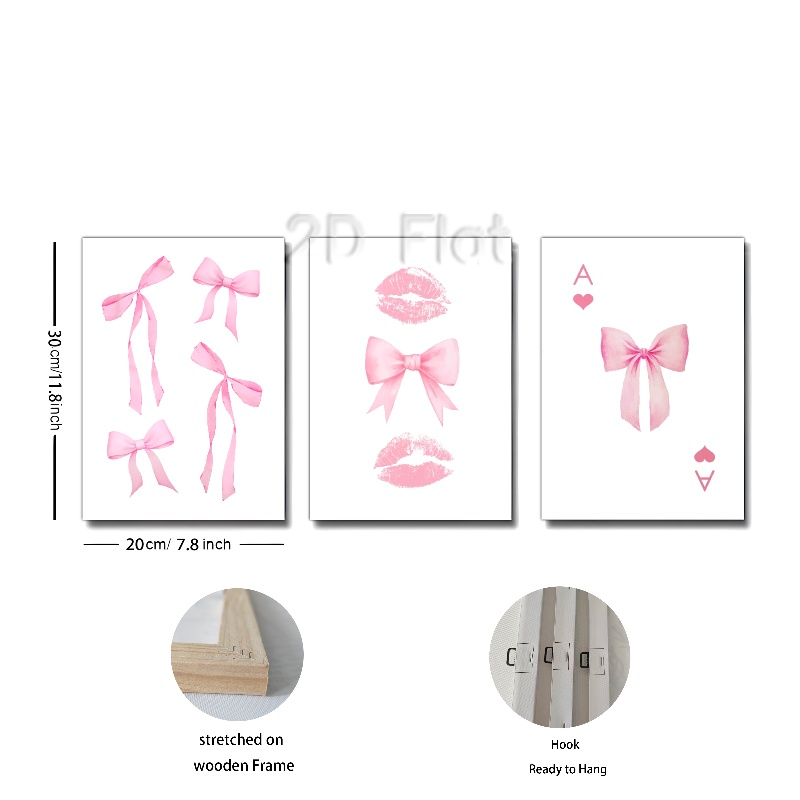 2D Flat
A
A
30cm/11.8inch
20cm/ 7.8 inch
stretched on
wooden Frame
Hook
Ready to Hang